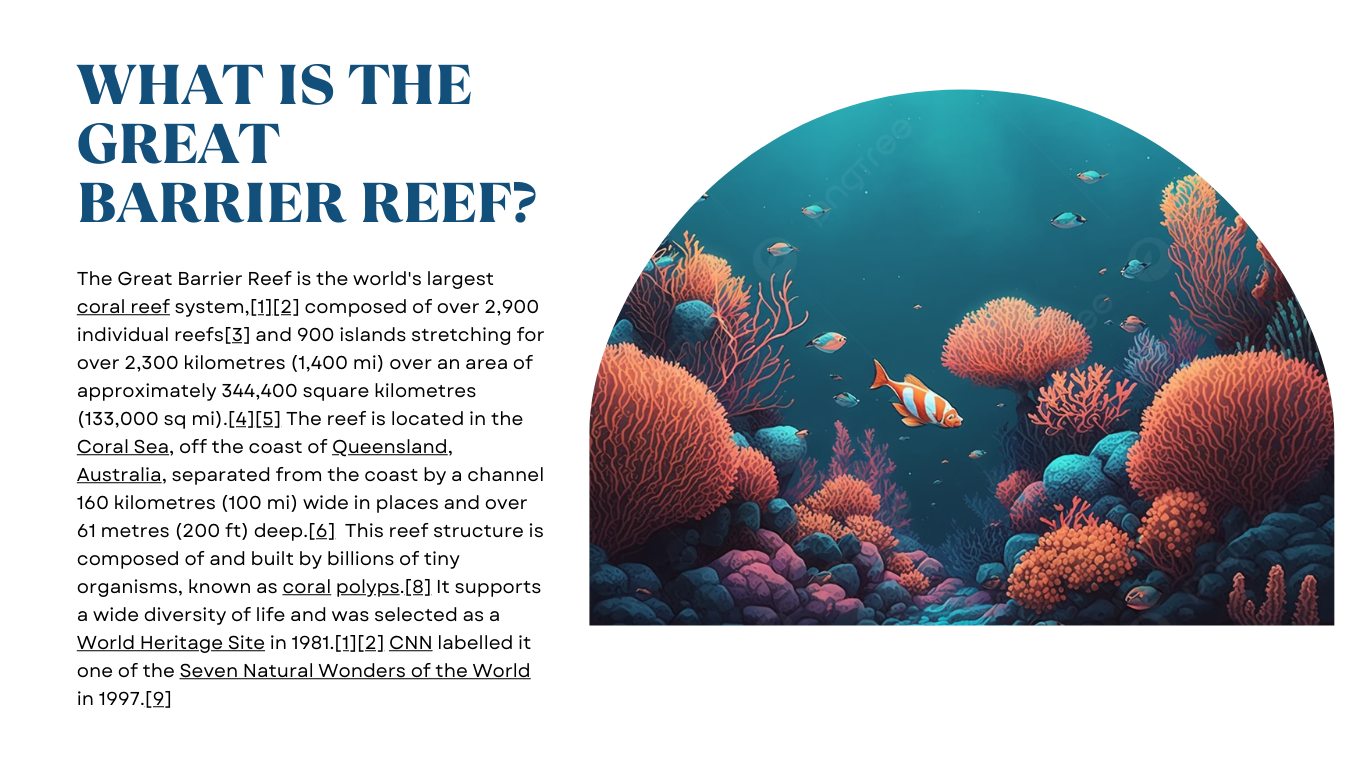 WHAT IS THE
GREAT
BARRIER REEF?
The Great Barrier Reef is the world's largest
coral reef system,[1][2] composed of over 2,900
individual reefs[3] and 900 islands stretching for
over 2,300 kilometres (1,400 mi) over an area of
approximately 344,400 square kilometres
(133,000 sq mi).[4][5] The reef is located in the
Coral Sea, off the coast of Queensland,
Australia, separated from the coast by a channel
160 kilometres (100 mi) wide in places and over
61 metres (200 ft) deep.[6]  This reef structure is
composed of and built by billions of tiny
organisms, known as coral polyps.[8] It supports
a wide diversity of life and was selected as a
World Heritage Site in 1981.[1][2] CNN labelled it
one of the Seven Natural Wonders of the World
in 1997.[9]
pngtree